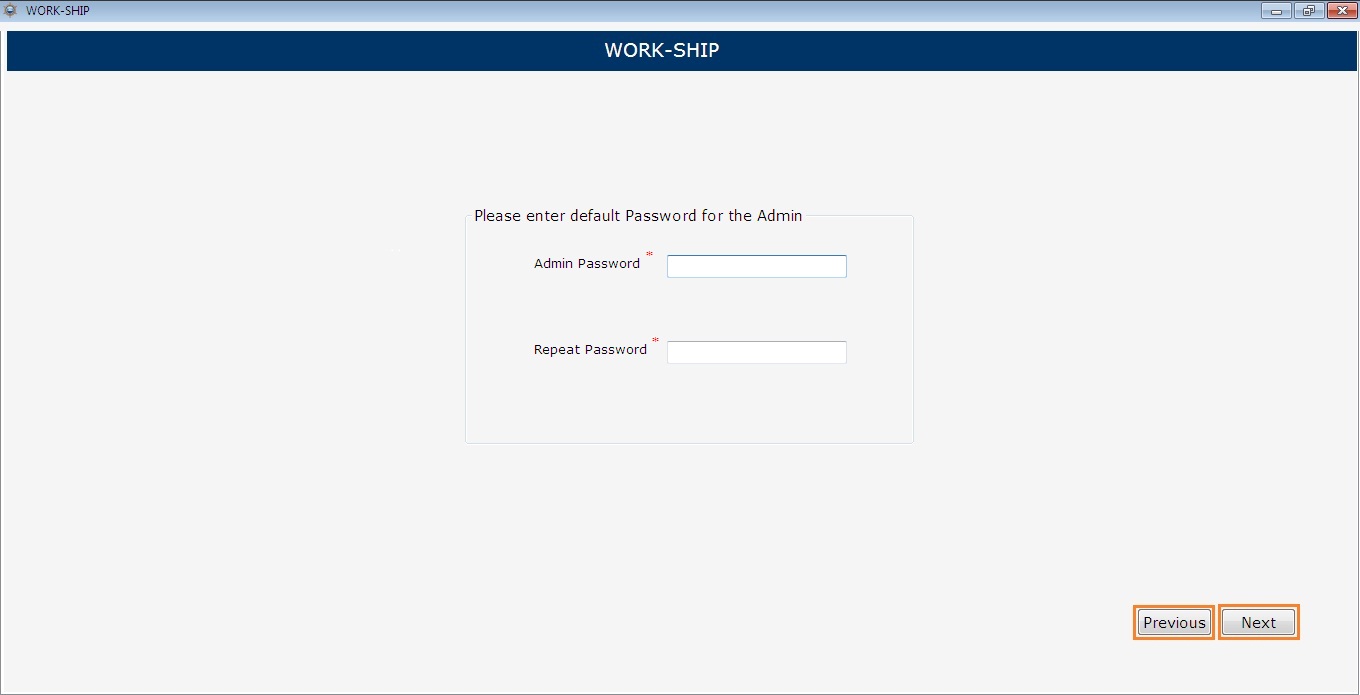 WORK-SHIP
WORK-SHIP
Please enter default Password for the Admin
Admin Password *
Repeat Password *
Previous Next